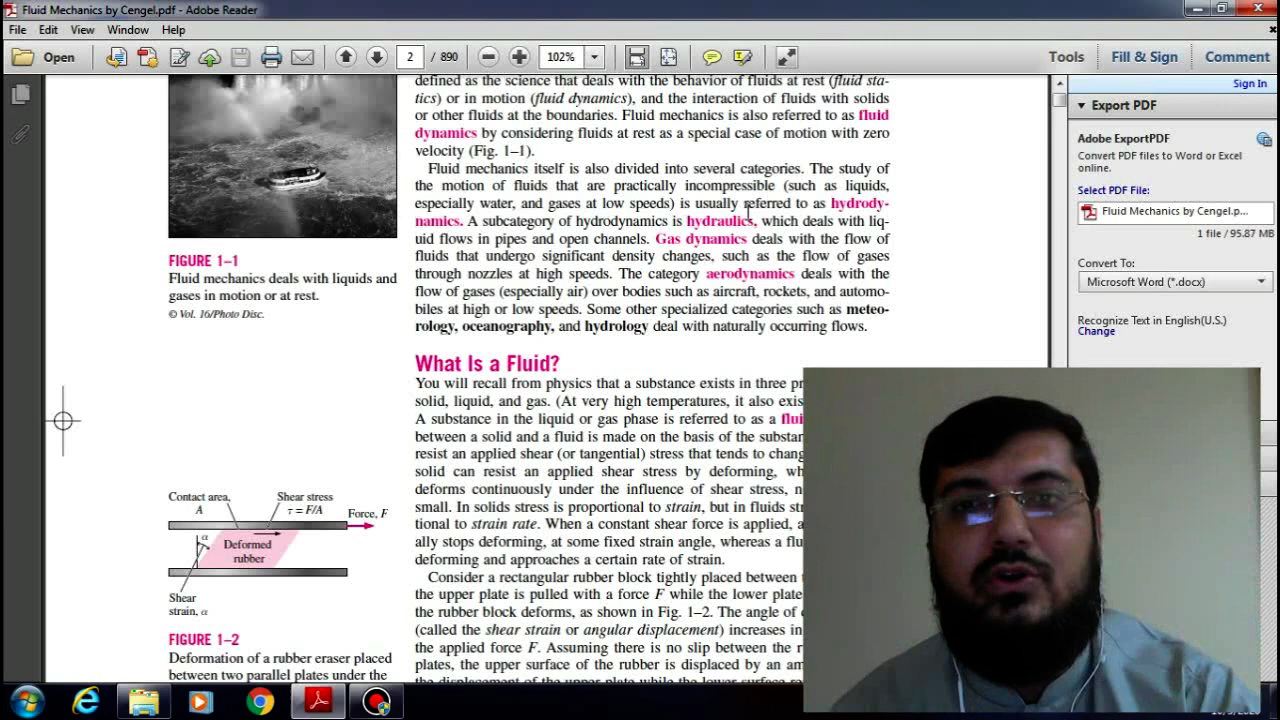 Fluid Mechanics by Cengel.pdf - Adobe Reader
File Edit View Window Help
Open 2 / 890 102% Tools Fill & Sign Comment
defined as the science that deals with the behavior of fluids at rest (fluid sta-
tics) or in motion (fluid dynamics), and the interaction of fluids with solids
or other fluids at the boundaries. Fluid mechanics is also referred to as fluid
dynamics by considering fluids at rest as a special case of motion with zero
velocity (Fig. 1–1).
Fluid mechanics itself is also divided into several categories. The study of
the motion of fluids that are practically incompressible (such as liquids,
especially water, and gases at low speeds) is usually referred to as hydrody-
namics. A subcategory of hydrodynamics is hydraulics, which deals with liq-
uid flows in pipes and open channels. Gas dynamics deals with the flow of
fluids that undergo significant density changes, such as the flow of gases
through nozzles at high speeds. The category aerodynamics deals with the
flow of gases (especially air) over bodies such as aircraft, rockets, and automo-
biles at high or low speeds. Some other specialized categories such as meteo-
rology, oceanography, and hydrology deal with naturally occurring flows.
FIGURE 1–1
Fluid mechanics deals with liquids and
gases in motion or at rest.
© Vol. 16/Photo Disc.
What Is a Fluid?
You will recall from physics that a substance exists in three
solid, liquid, and gas. (At very high temperatures, it also
A substance in the liquid or gas phase is referred to as a
between a solid and a fluid is made on the basis of the
resist an applied shear (or tangential) stress that tends to
solid can resist an applied shear stress by deforming,
deforms continuously under the influence of shear stress,
small. In solids stress is proportional to strain, but in fluids
tional to strain rate. When a constant shear force is applied, a
ally stops deforming, at some fixed strain angle, whereas a
deforming and approaches a certain rate of strain.
Consider a rectangular rubber block tightly placed between
the upper plate is pulled with a force F while the lower plate
the rubber block deforms, as shown in Fig. 1–2. The angle of
(called the shear strain or angular displacement) increases in
the applied force F. Assuming there is no slip between the
plates, the upper surface of the rubber is displaced by an
the displacement of the upper plate while the lower surface
Contact area,
A
Shear stress
τ = F/A
Force, F
α
Deformed
rubber
Shear
strain, α
FIGURE 1–2
Deformation of a rubber eraser placed
between two parallel plates under the
Sign In
Export PDF
Adobe ExportPDF
Convert PDF files to Word or Excel
online.
Select PDF File:
Fluid Mechanics by Cengel.p...
1 file / 95.87 MB
Convert To:
Microsoft Word (*.docx)
Recognize Text in English(U.S.)
Change